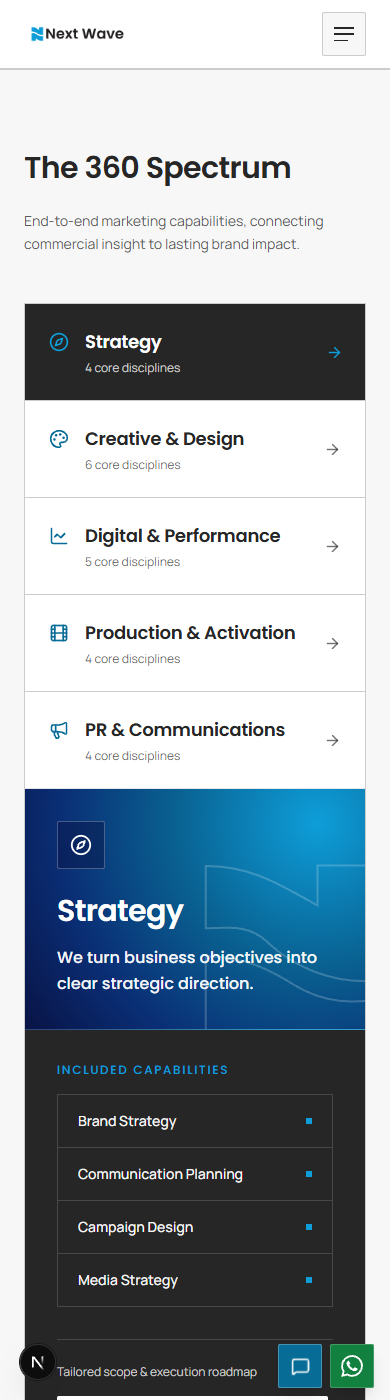 Next Wave
The 360 Spectrum
End-to-end marketing capabilities, connecting
commercial insight to lasting brand impact.
Strategy
4 core disciplines
Creative & Design
6 core disciplines
Digital & Performance
5 core disciplines
Production & Activation
4 core disciplines
PR & Communications
4 core disciplines
Strategy
We turn business objectives into
clear strategic direction.
INCLUDED CAPABILITIES
Brand Strategy
Communication Planning
Campaign Design
Media Strategy
N
Tailored scope & execution roadmap